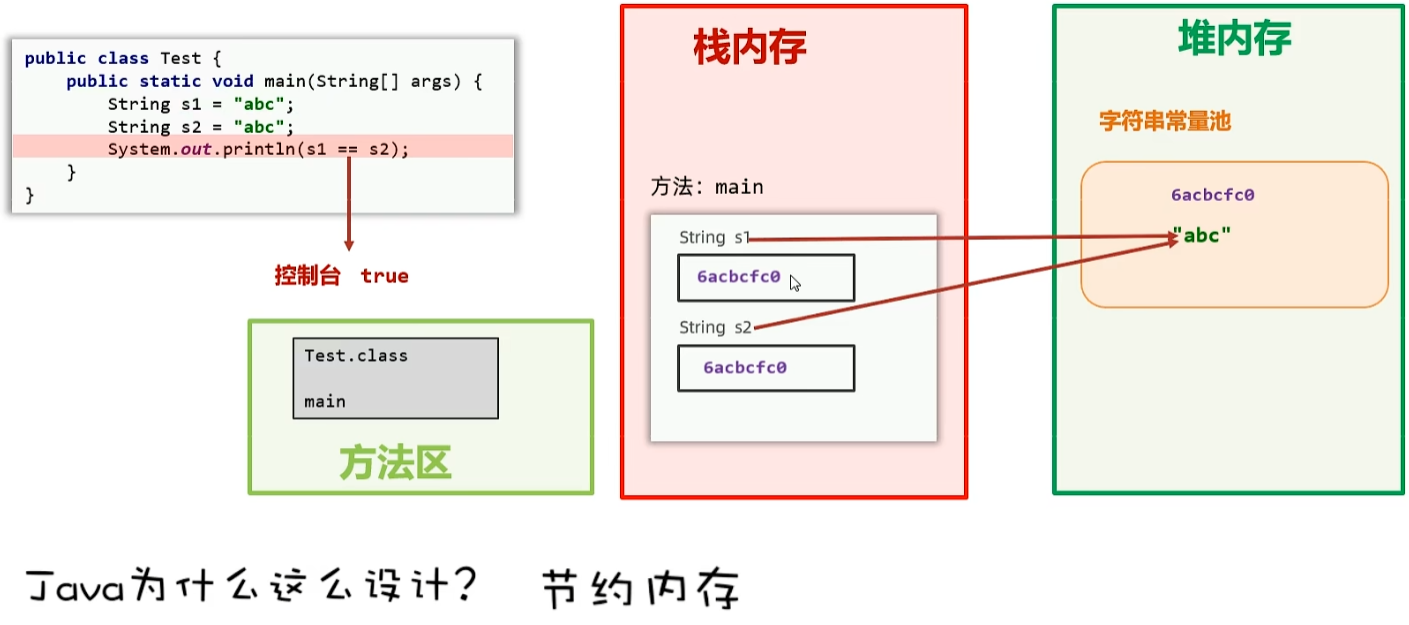 public class Test {
    public static void main(String[] args) {
        String s1 = "abc";
        String s2 = "abc";
        System.out.println(s1 == s2);
    }
}
控制台 true
Test.class
main
方法区
栈内存
方法：main
String s1
6acbcfc0
String s2
6acbcfc0
堆内存
字符串常量池
6acbcfc0
"abc"
Java为什么这么设计？ 节约内存